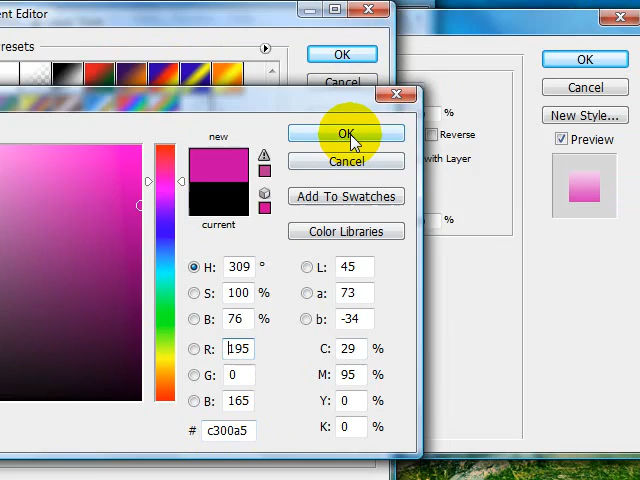 ent Editor
resets
OK
Cancel
OK
Cancel
New Style...
Preview
%
Reverse
with Layer
%
new
current
OK
Cancel
Add To Swatches
Color Libraries
H: 309 °
S: 100 %
B: 76 %
R: 195
G: 0
B: 165
# c300a5
L: 45
a: 73
b: -34
C: 29 %
M: 95 %
Y: 0 %
K: 0 %